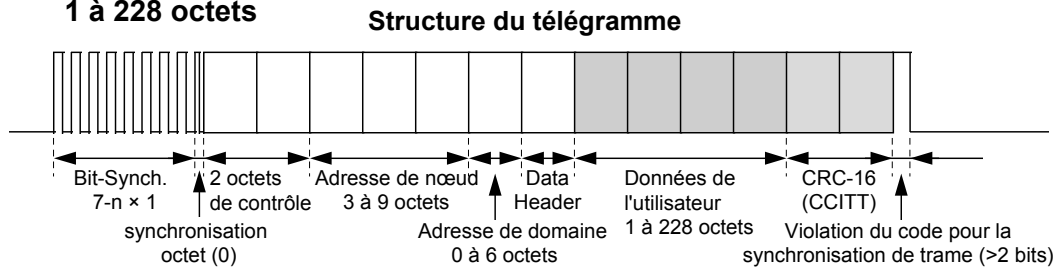 1 à 228 octets
Structure du télégramme
Bit-Synch.
7-n × 1
synchronisation
octet (0)
2 octets
de contrôle
Adresse de nœud
3 à 9 octets
Adresse de domaine
0 à 6 octets
Data
Header
Données de
l'utilisateur
1 à 228 octets
CRC-16
(CCITT)
Violation du code pour la
synchronisation de trame (>2 bits)